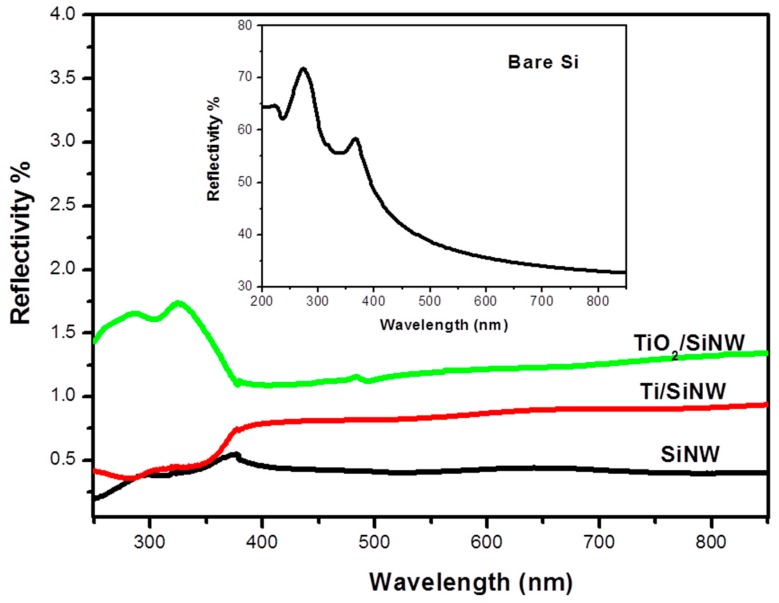 4.0
3.5
3.0
2.5
2.0
1.5
1.0
0.5
Reflectivity %
300 400 500 600 700 800
Wavelength (nm)
TiO2/SiNW
Ti/SiNW
SiNW
Bare Si
80
70
60
50
40
30
Reflectivity %
200 300 400 500 600 700 800
Wavelength (nm)